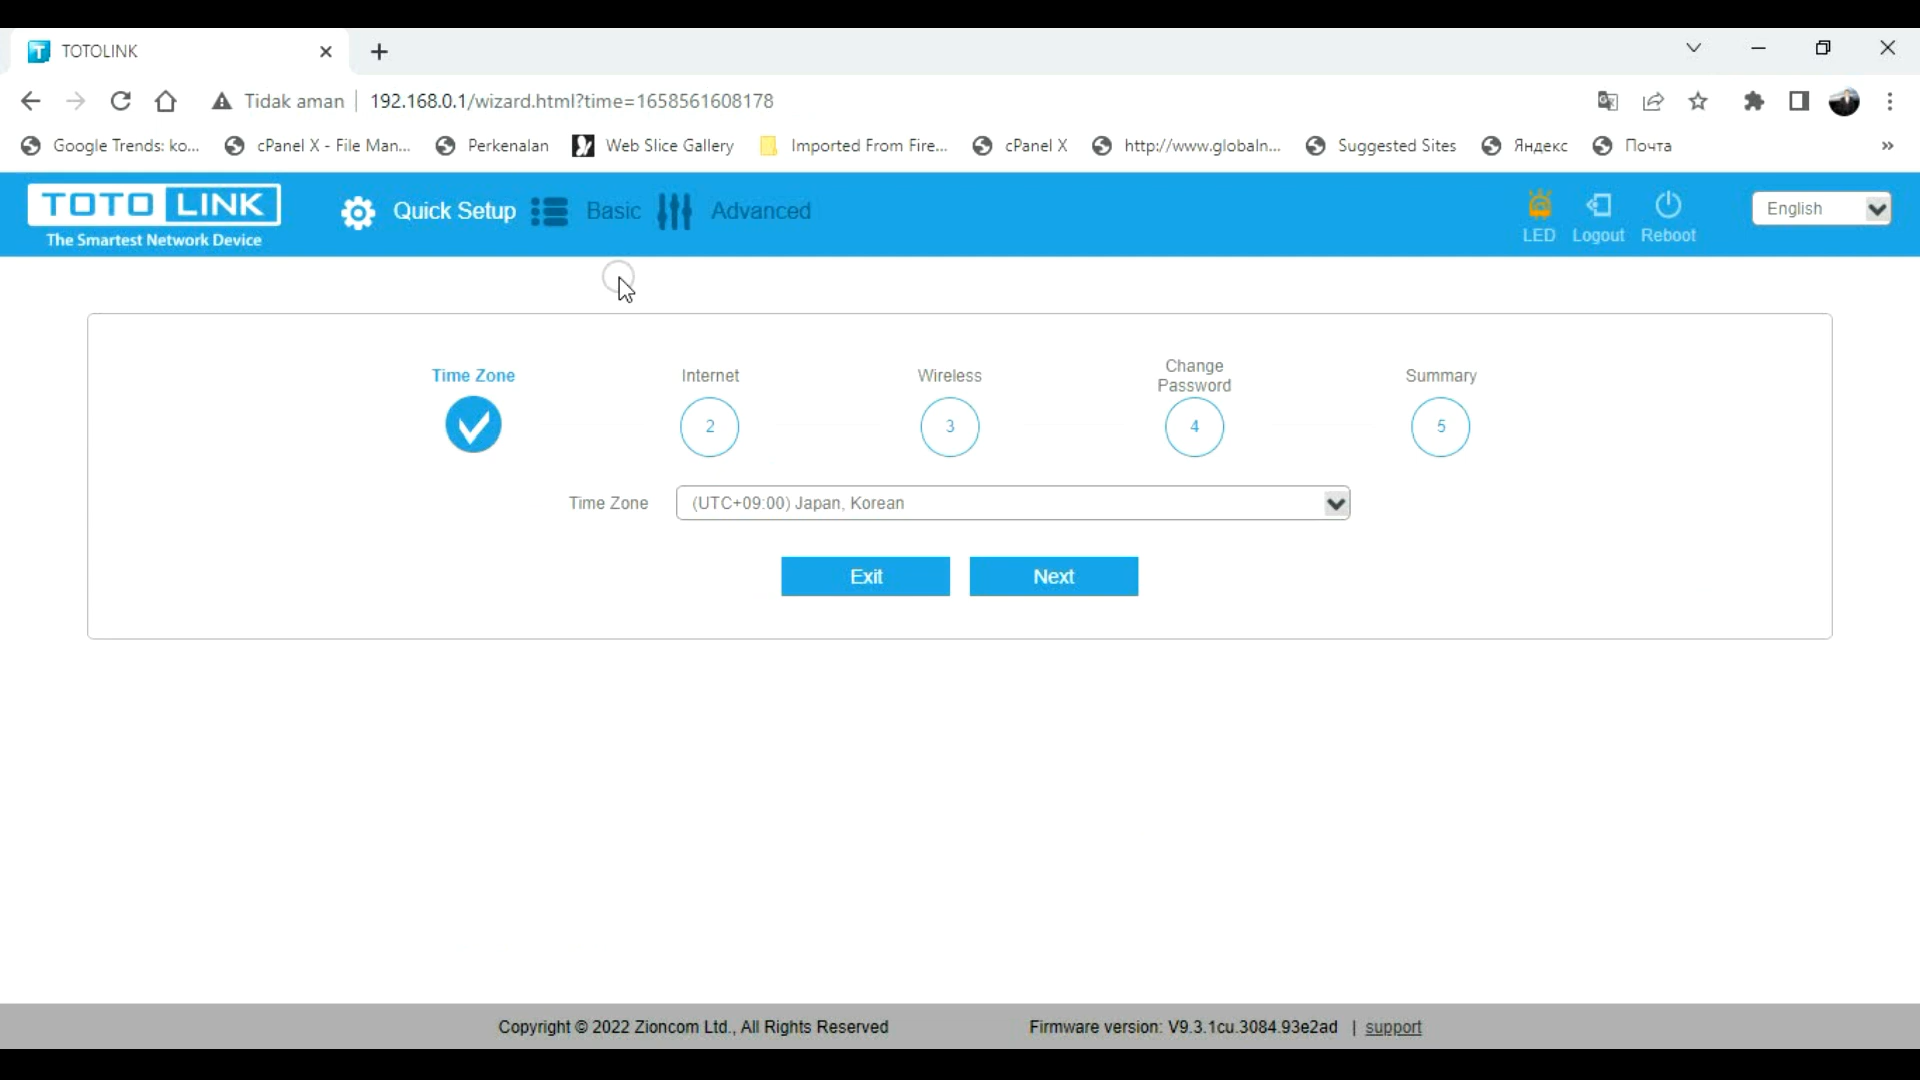 TOTOLINK
Tidak aman
192.168.0.1/wizard.html?time=1658561608178
Google Trends: ko...
cPanel X - File Man...
Perkenalan
Web Slice Gallery
Imported From Fire...
cPanel X
http://www.globaln...
Suggested Sites
Яндекс
Почта
»
TOTO LINK
The Smartest Network Device
Quick Setup
Basic
Advanced
LED
Logout
Reboot
English
Time Zone
Internet
Wireless
Change
Password
Summary
2
3
4
5
Time Zone
(UTC+09:00) Japan, Korean
Exit
Next
Copyright © 2022 Zioncom Ltd., All Rights Reserved
Firmware version: V9.3.1cu.3084.93e2ad | support